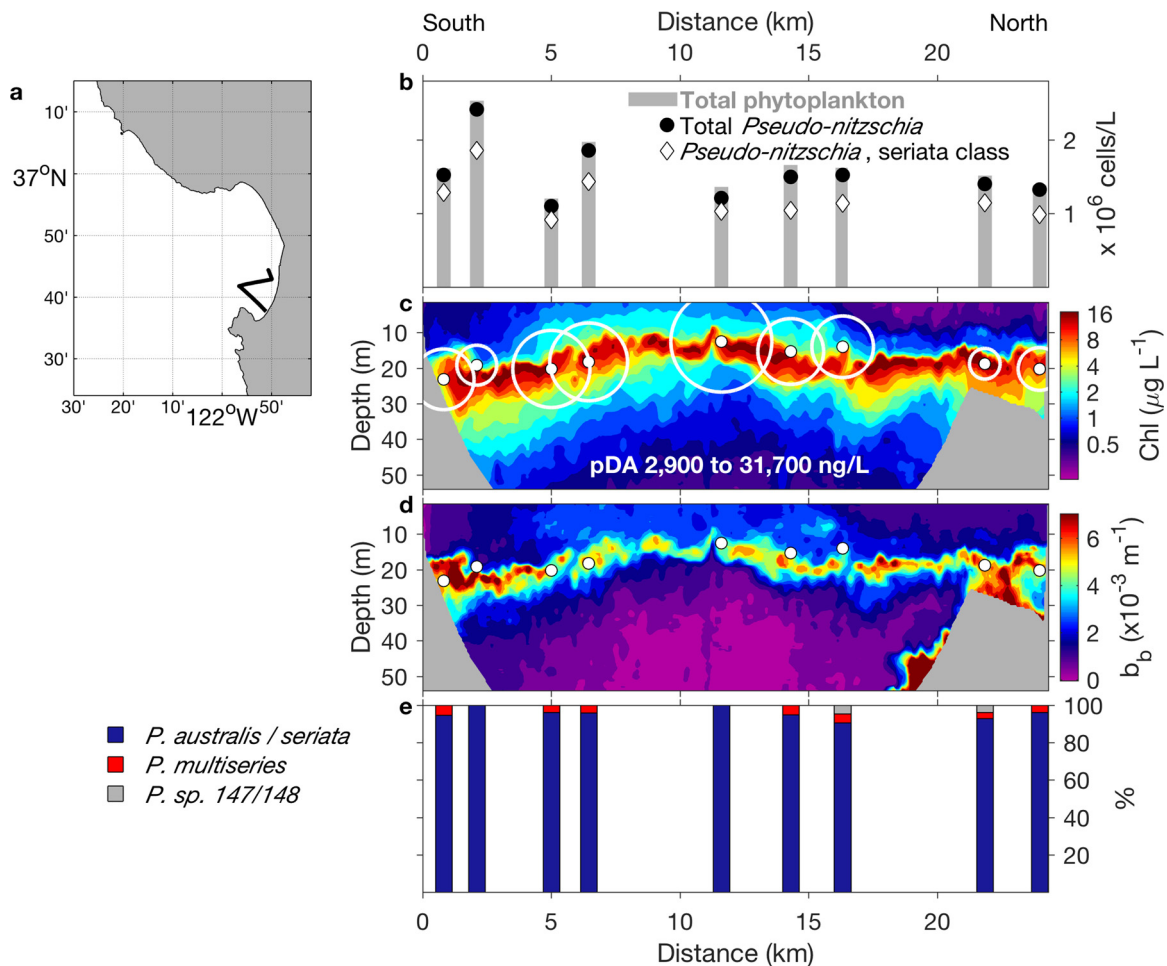 South
Distance (km)
North
0
5
10
15
20
a
10'
37°N
50'
40'
30'
30'
20'
10'
122°W
50'
b
Total phytoplankton
Total Pseudo-nitzschia
Pseudo-nitzschia , seriata class
2
1
x 10⁶ cells/L
c
10
20
30
40
50
Depth (m)
pDA 2,900 to 31,700 ng/L
16
8
4
2
1
0.5
Chl (μg L⁻¹)
d
10
20
30
40
50
Depth (m)
6
4
2
0
b_b (x10⁻³ m⁻¹)
e
P. australis / seriata
P. multiseries
P. sp. 147/148
100
80
60
40
20
%
0
5
10
15
20
Distance (km)